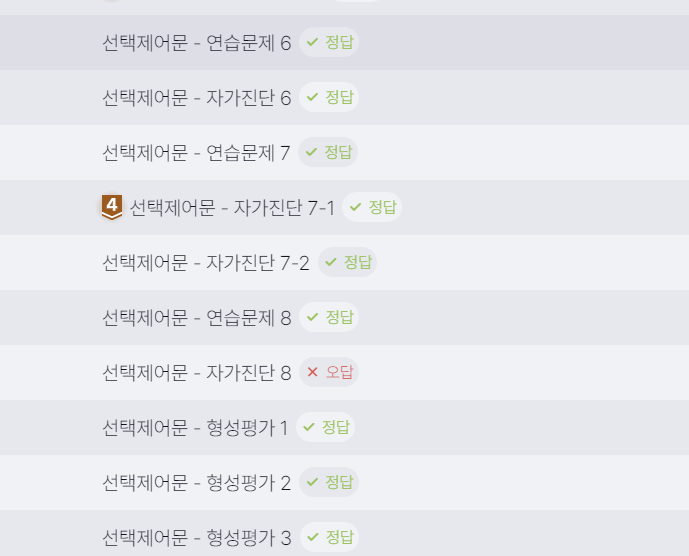 선택제어문 - 연습문제 6 정답
선택제어문 - 자가진단 6 정답
선택제어문 - 연습문제 7 정답
4 선택제어문 - 자가진단 7-1 정답
선택제어문 - 자가진단 7-2 정답
선택제어문 - 연습문제 8 정답
선택제어문 - 자가진단 8 오답
선택제어문 - 형성평가 1 정답
선택제어문 - 형성평가 2 정답
선택제어문 - 형성평가 3 정답